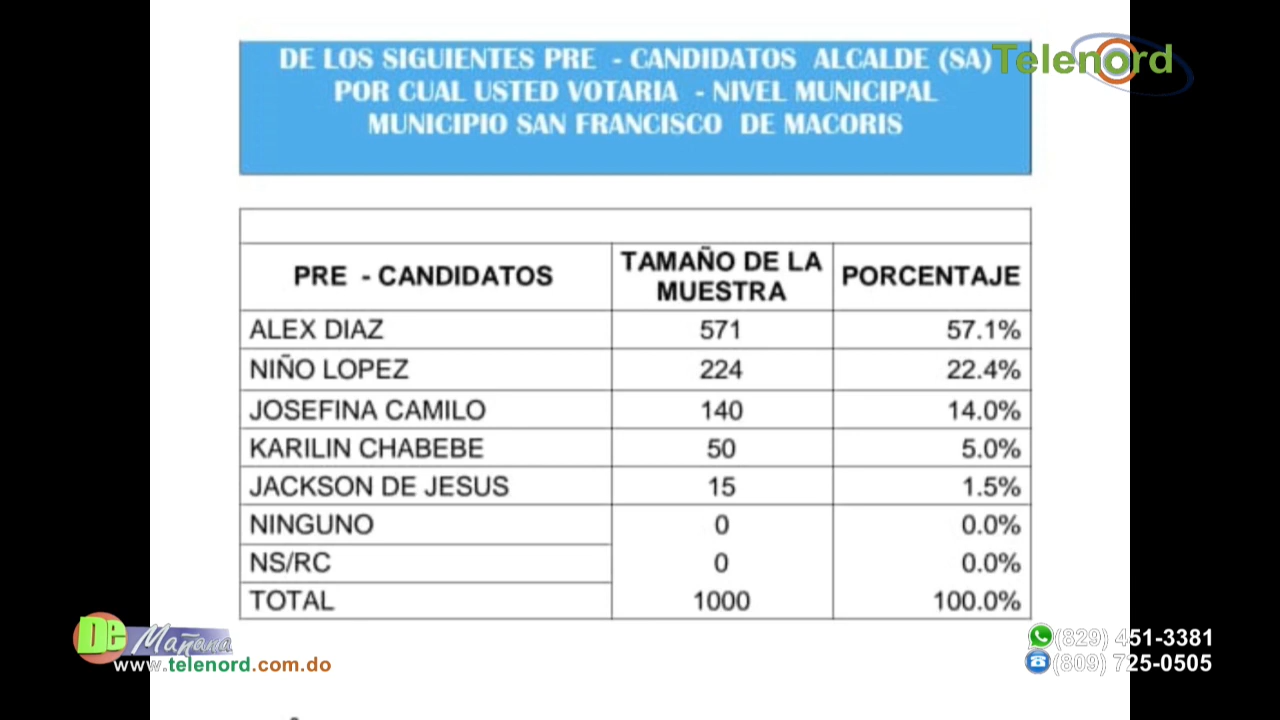 DE LOS SIGUIENTES PRE - CANDIDATOS ALCALDE (SA)
POR CUAL USTED VOTARIA - NIVEL MUNICIPAL
MUNICIPIO SAN FRANCISCO DE MACORIS
Telenord
PRE - CANDIDATOS TAMAÑO DE LA MUESTRA PORCENTAJE
ALEX DIAZ 571 57.1%
NIÑO LOPEZ 224 22.4%
JOSEFINA CAMILO 140 14.0%
KARILIN CHABEBE 50 5.0%
JACKSON DE JESUS 15 1.5%
NINGUNO 0 0.0%
NS/RC 0 0.0%
TOTAL 1000 100.0%
De Mañana
www.telenord.com.do
(829) 451-3381
(809) 725-0505